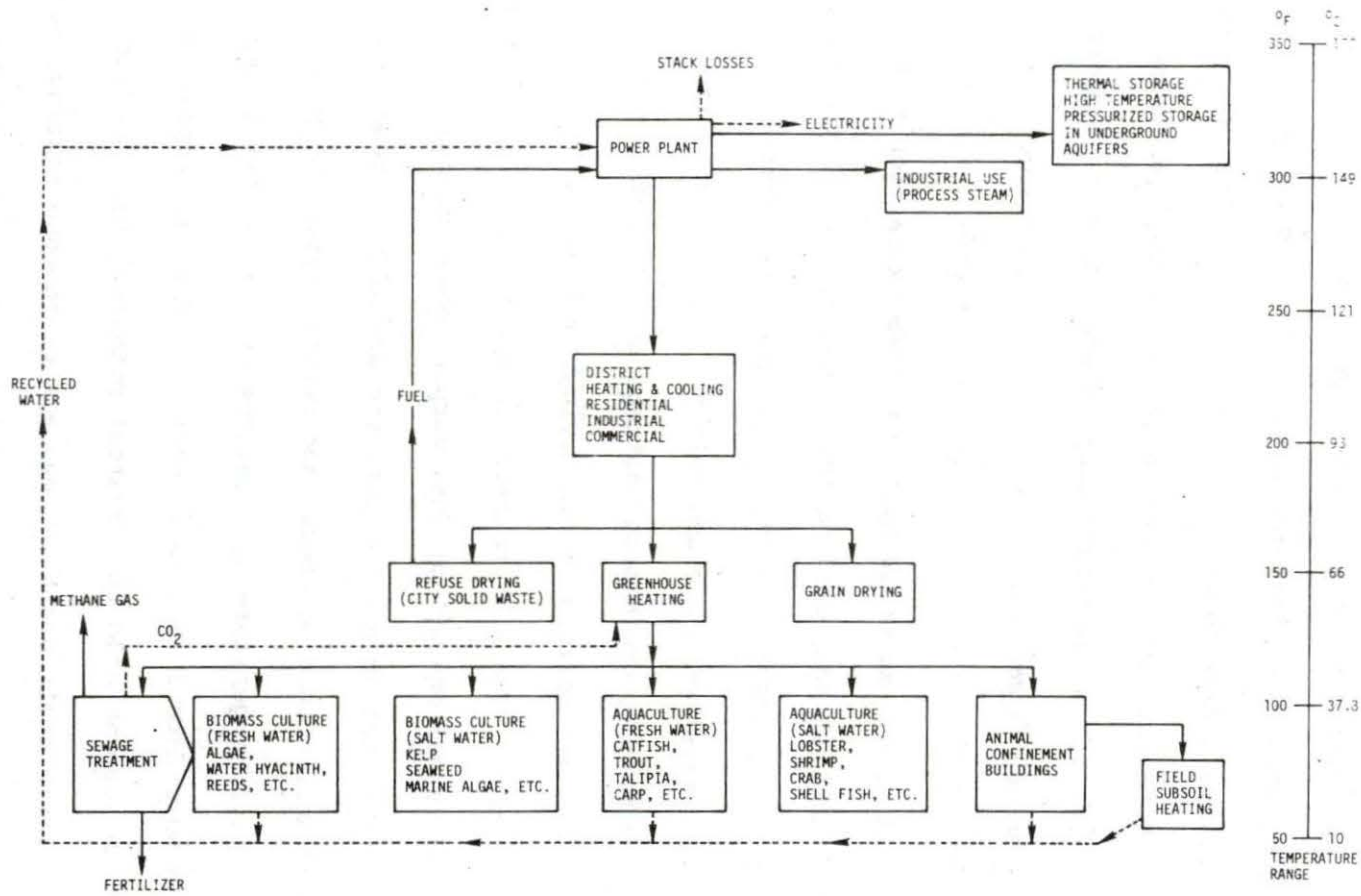 °F
350
STACK LOSSES
ELECTRICITY
POWER PLANT
THERMAL STORAGE
HIGH TEMPERATURE
PRESSURIZED STORAGE
IN UNDERGROUND
AQUIFERS
INDUSTRIAL USE
(PROCESS STEAM)
300
149
250
121
DISTRICT
HEATING & COOLING
RESIDENTIAL
INDUSTRIAL
COMMERCIAL
RECYCLED
WATER
FUEL
200
93
REFUSE DRYING
(CITY SOLID WASTE)
GREENHOUSE
HEATING
GRAIN DRYING
150
66
METHANE GAS
CO2
SEWAGE
TREATMENT
BIOMASS CULTURE
(FRESH WATER)
ALGAE,
WATER HYACINTH,
REEDS, ETC.
BIOMASS CULTURE
(SALT WATER)
KELP
SEAWEED
MARINE ALGAE, ETC.
AQUACULTURE
(FRESH WATER)
CATFISH,
TROUT,
TALIPIA,
CARP, ETC.
AQUACULTURE
(SALT WATER)
LOBSTER,
SHRIMP,
CRAB,
SHELL FISH, ETC.
ANIMAL
CONFINEMENT
BUILDINGS
FIELD
SUBSOIL
HEATING
100
37.3
50
10
TEMPERATURE
RANGE
FERTILIZER